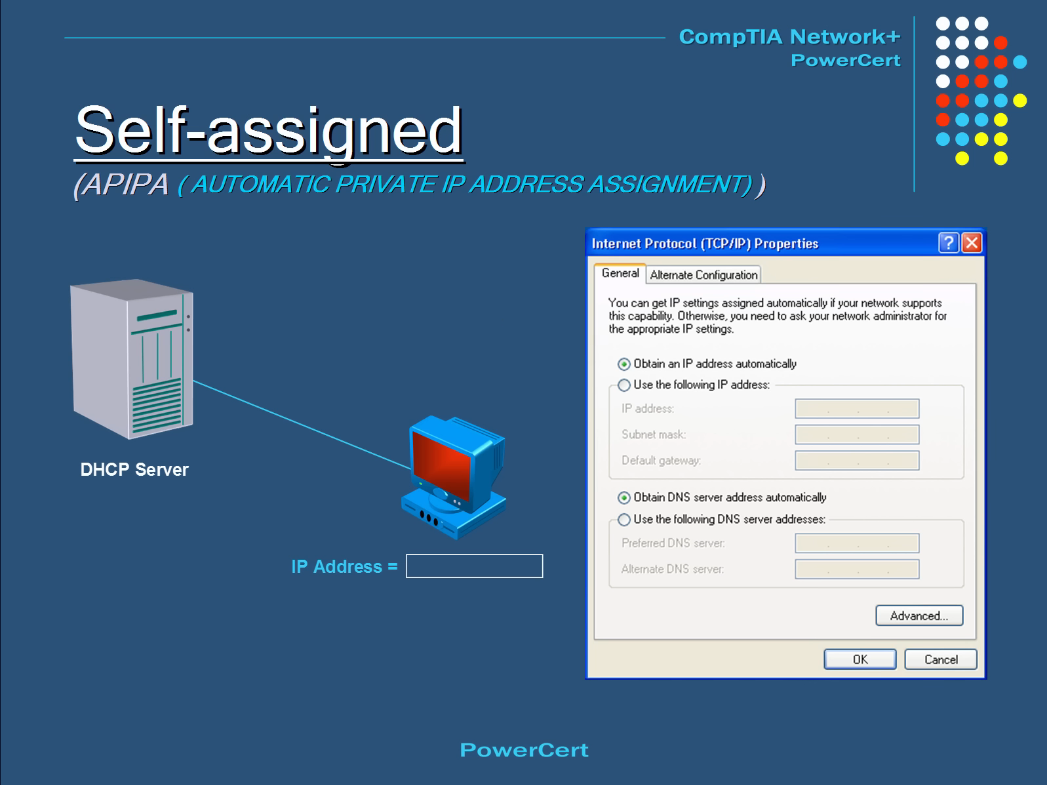 CompTIA Network+
PowerCert
Self-assigned
(APIPA ( AUTOMATIC PRIVATE IP ADDRESS ASSIGNMENT) )
DHCP Server
IP Address =
Internet Protocol (TCP/IP) Properties
General
Alternate Configuration
You can get IP settings assigned automatically if your network supports
this capability. Otherwise, you need to ask your network administrator for
the appropriate IP settings.
Obtain an IP address automatically
Use the following IP address:
IP address:
Subnet mask:
Default gateway:
Obtain DNS server address automatically
Use the following DNS server addresses:
Preferred DNS server:
Alternate DNS server:
Advanced...
OK
Cancel
PowerCert